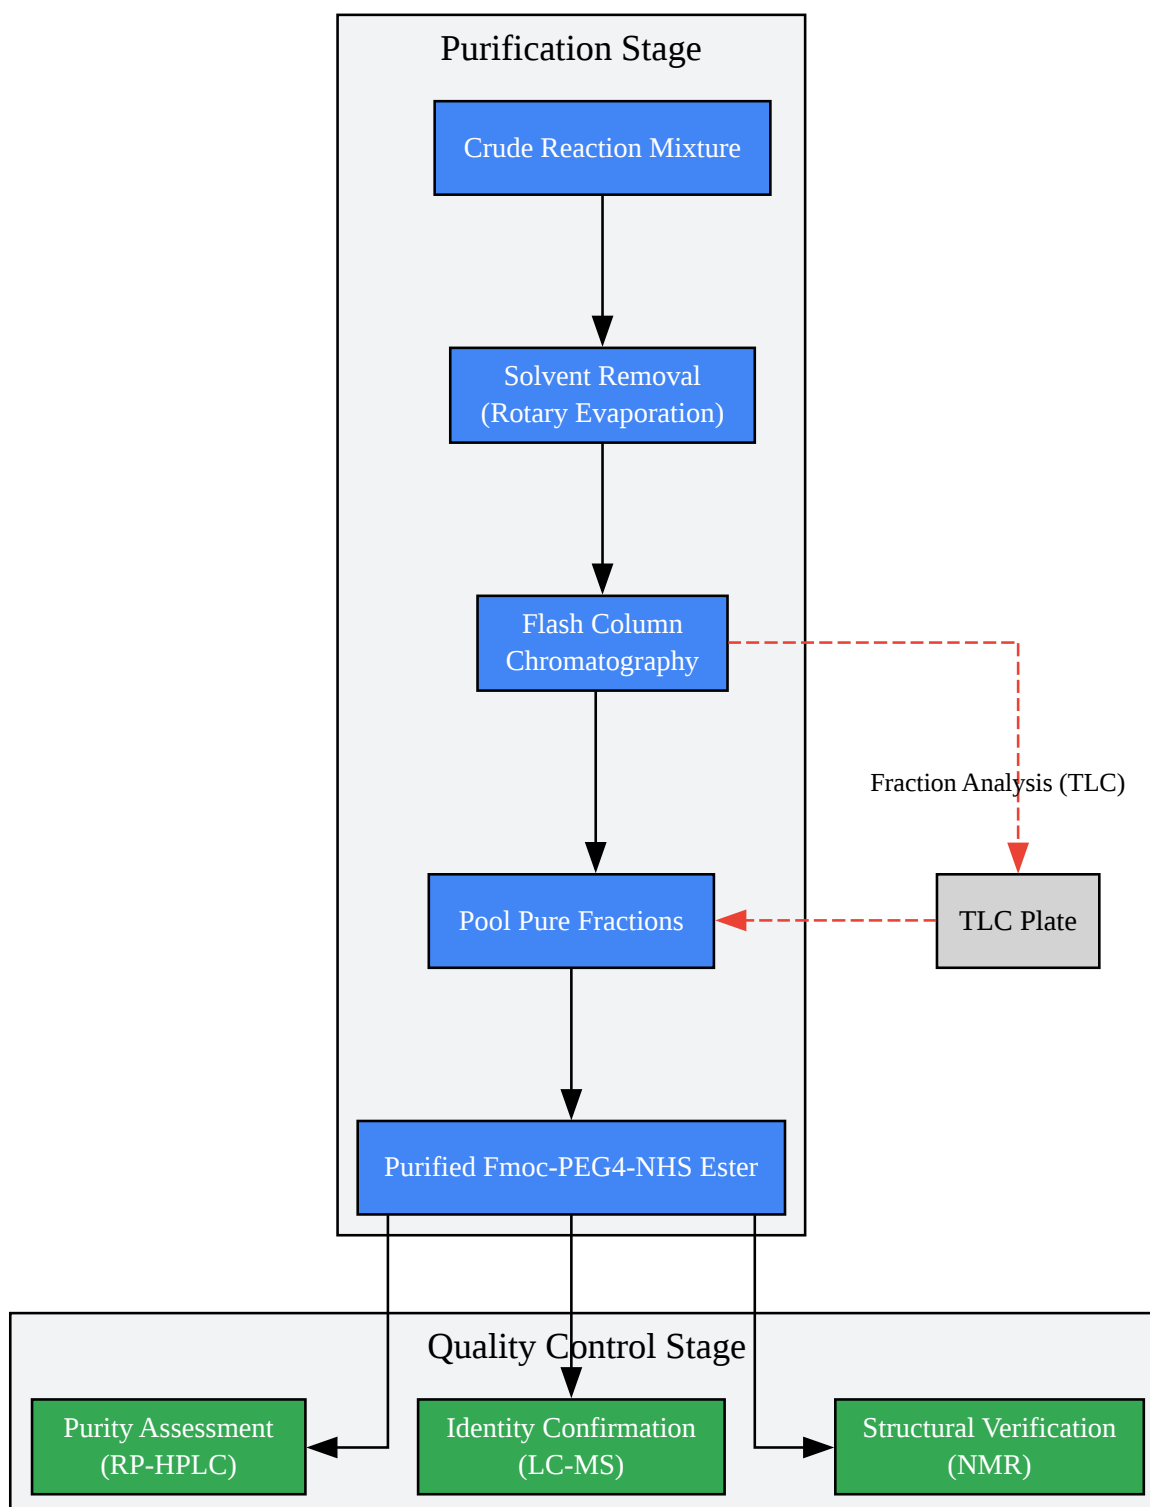 Purification Stage
Crude Reaction Mixture
Solvent Removal
(Rotary Evaporation)
Flash Column
Chromatography
Fraction Analysis (TLC)
Pool Pure Fractions
TLC Plate
Purified Fmoc-PEG4-NHS Ester
Quality Control Stage
Purity Assessment
(RP-HPLC)
Identity Confirmation
(LC-MS)
Structural Verification
(NMR)